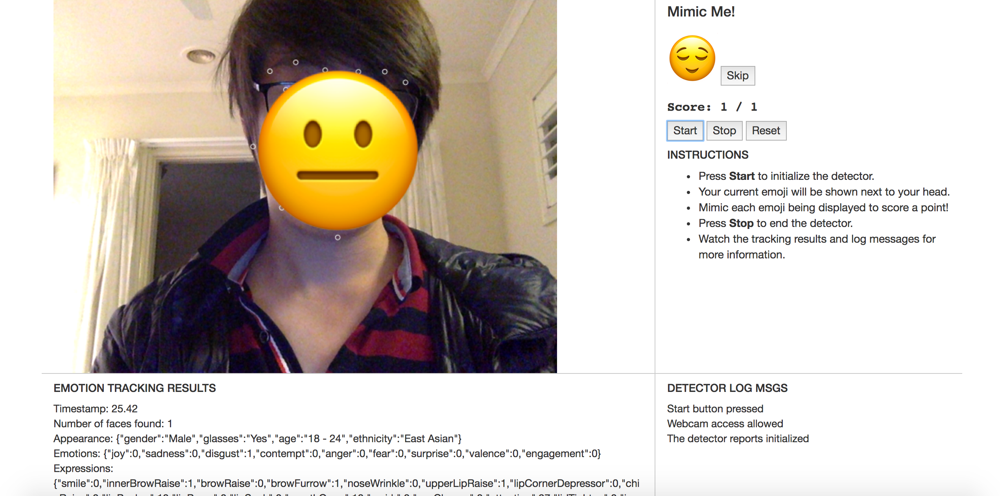 Mimic Me!
Skip
Score: 1 / 1
Start Stop Reset
INSTRUCTIONS
• Press Start to initialize the detector.
• Your current emoji will be shown next to your head.
• Mimic each emoji being displayed to score a point!
• Press Stop to end the detector.
• Watch the tracking results and log messages for
more information.
EMOTION TRACKING RESULTS
Timestamp: 25.42
Number of faces found: 1
Appearance: {"gender":"Male","glasses":"Yes","age":"18 - 24","ethnicity":"East Asian"}
Emotions: {"joy":0,"sadness":0,"disgust":1,"contempt":0,"anger":0,"fear":0,"surprise":0,"valence":0,"engagement":0}
Expressions:
{"smile":0,"innerBrowRaise":1,"browRaise":0,"browFurrow":1,"noseWrinkle":0,"upperLipRaise":1,"lipCornerDepressor":0,"chi
DETECTOR LOG MSGS
Start button pressed
Webcam access allowed
The detector reports initialized